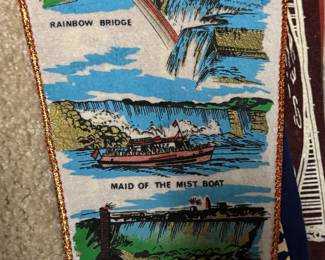 RAINBOW BRIDGE
MAID OF THE MIST BOAT